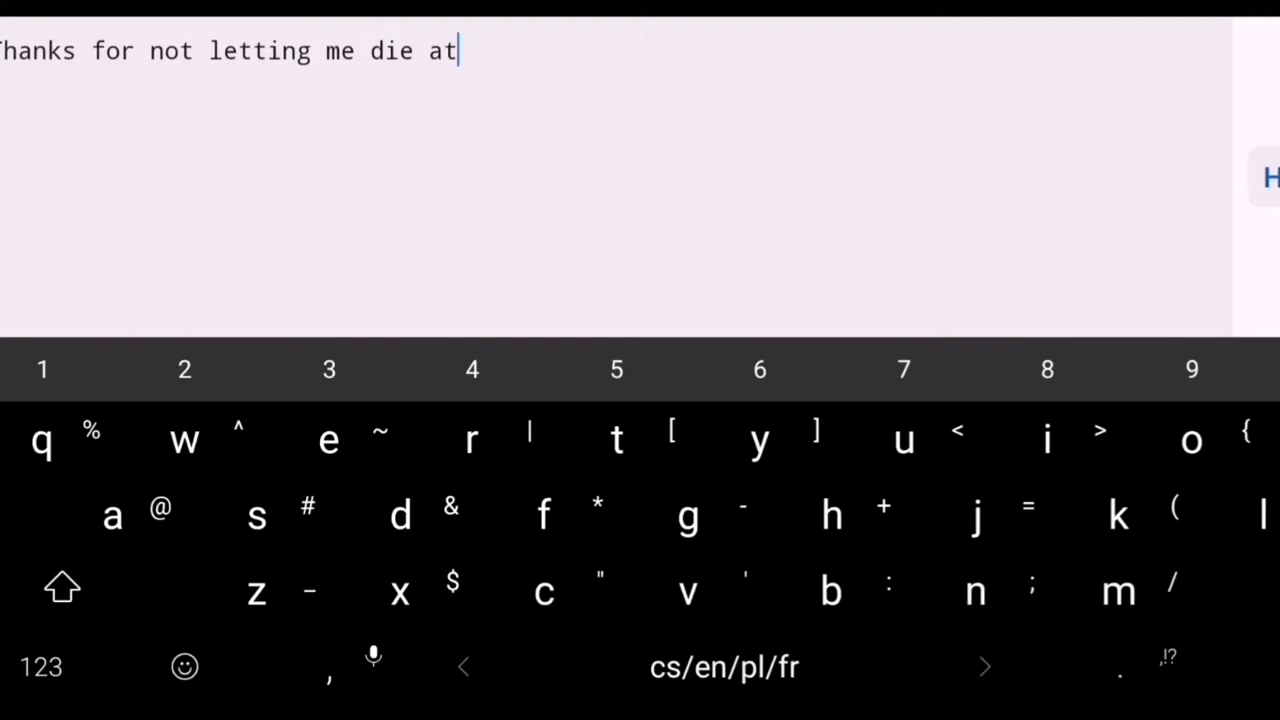 Thanks for not letting me die at
H
1 2 3 4 5 6 7 8 9
q % w ^ e ~ r | t [ y ] u < i > o {
a @ s # d & f * g - h + j = k ( l
z _ x $ c " v ' b : n ; m /
123 , < cs/en/pl/fr > . ,!?